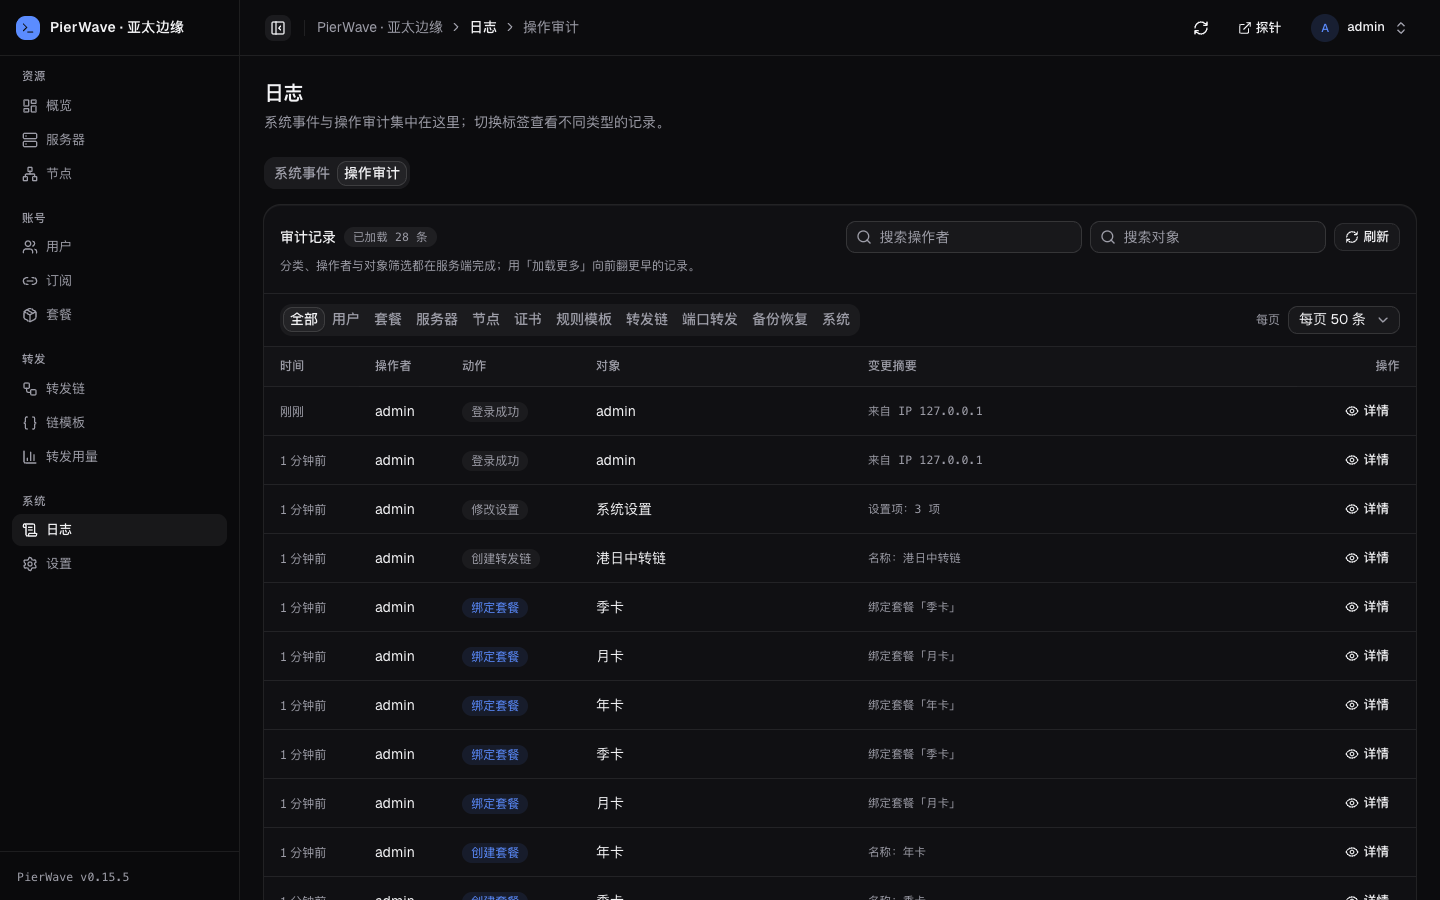 PierWave · 亚太边缘
PierWave · 亚太边缘 > 日志 > 操作审计
探针
A admin
资源
概览
服务器
节点
账号
用户
订阅
套餐
转发
转发链
链模板
转发用量
系统
日志
设置
PierWave v0.15.5
日志
系统事件与操作审计集中在这里；切换标签查看不同类型的记录。
系统事件 操作审计
审计记录 已加载 28 条
搜索操作者 搜索对象 刷新
分类、操作者与对象筛选都在服务端完成；用「加载更多」向前翻更早的记录。
全部 用户 套餐 服务器 节点 证书 规则模板 转发链 端口转发 备份恢复 系统
每页 每页 50 条
时间 操作者 动作 对象 变更摘要 操作
刚刚 admin 登录成功 admin 来自 IP 127.0.0.1 详情
1 分钟前 admin 登录成功 admin 来自 IP 127.0.0.1 详情
1 分钟前 admin 修改设置 系统设置 设置项：3 项 详情
1 分钟前 admin 创建转发链 港日中转链 名称：港日中转链 详情
1 分钟前 admin 绑定套餐 季卡 绑定套餐「季卡」 详情
1 分钟前 admin 绑定套餐 月卡 绑定套餐「月卡」 详情
1 分钟前 admin 绑定套餐 年卡 绑定套餐「年卡」 详情
1 分钟前 admin 绑定套餐 季卡 绑定套餐「季卡」 详情
1 分钟前 admin 绑定套餐 月卡 绑定套餐「月卡」 详情
1 分钟前 admin 创建套餐 年卡 名称：年卡 详情
1 分钟前 admin 创建套餐 季卡 名称：季卡 详情